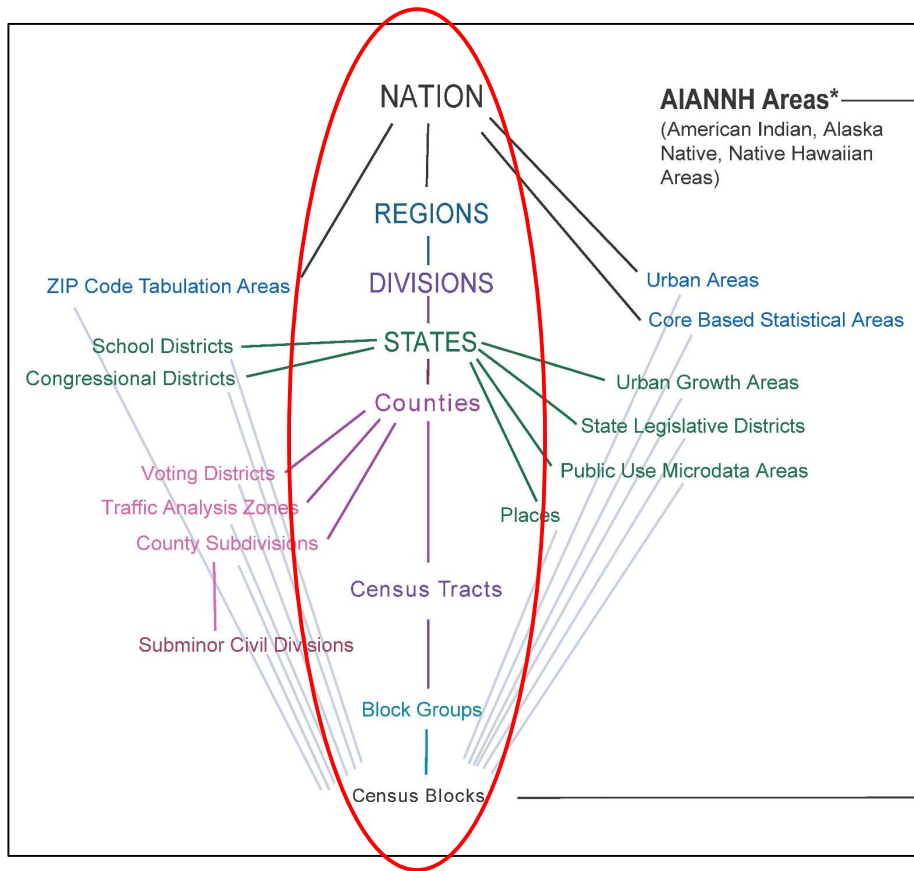 NATION
AIANNH Areas*
(American Indian, Alaska
Native, Native Hawaiian
Areas)
REGIONS
ZIP Code Tabulation Areas
DIVISIONS
Urban Areas
Core Based Statistical Areas
School Districts
STATES
Congressional Districts
Urban Growth Areas
Counties
State Legislative Districts
Voting Districts
Public Use Microdata Areas
Traffic Analysis Zones
Places
County Subdivisions
Census Tracts
Subminor Civil Divisions
Block Groups
Census Blocks